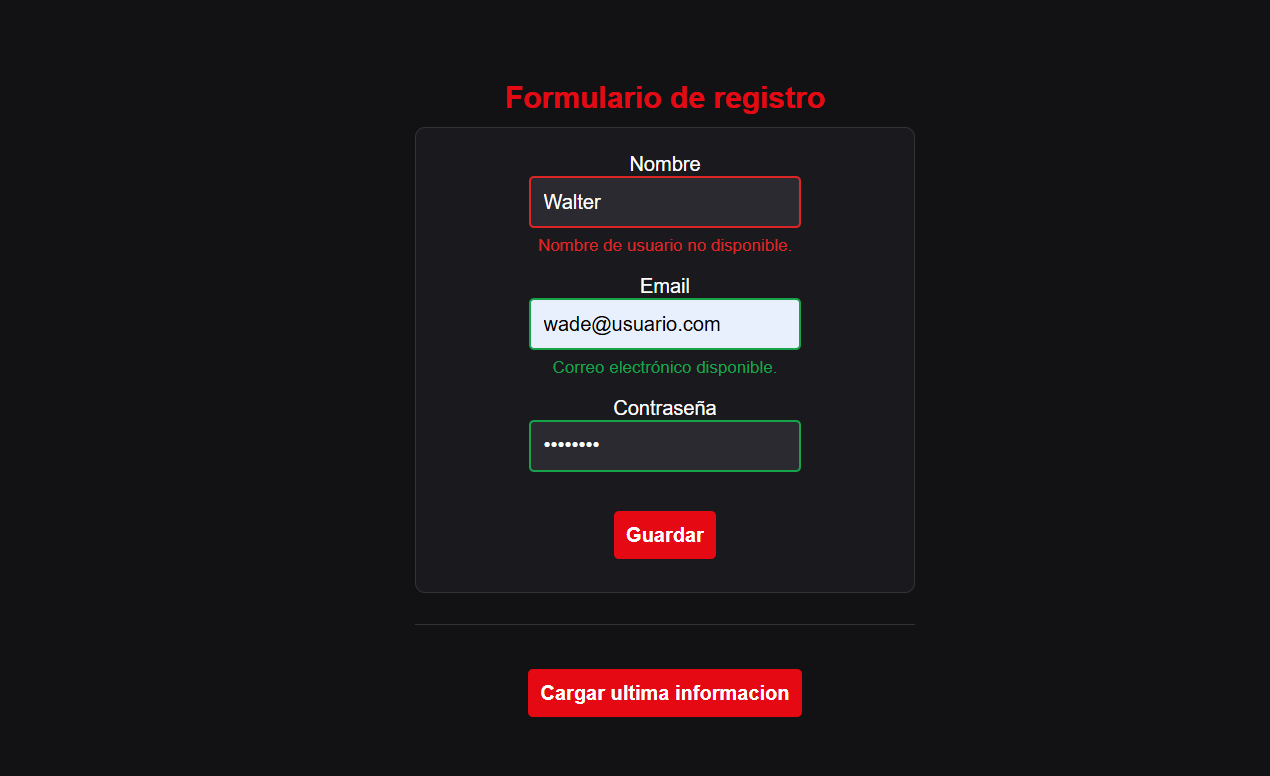 Formulario de registro
Nombre
Walter
Nombre de usuario no disponible.
Email
wade@usuario.com
Correo electrónico disponible.
Contraseña
••••••••
Guardar
Cargar ultima informacion